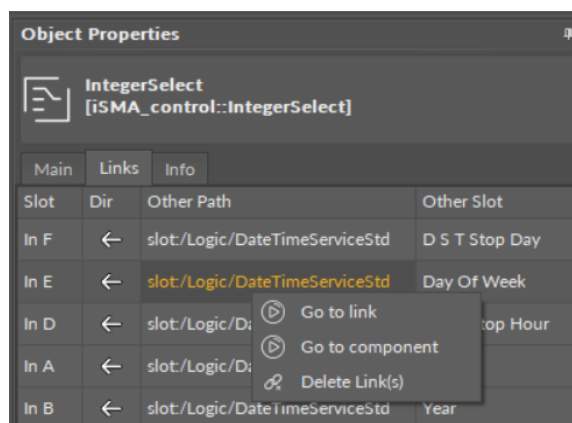 Object Properties
IntegerSelect
[iSMA_control::IntegerSelect]
Main Links Info
Slot Dir Other Path Other Slot
In F ← slot:/Logic/DateTimeServiceStd D S T Stop Day
In E ← slot:/Logic/DateTimeServiceStd Day Of Week
Go to link
In D ← slot:/Logic/Da top Hour
Go to component
In A ← slot:/Logic/Da
Delete Link(s)
In B ← slot:/Logic/DateTimeServiceStd Year